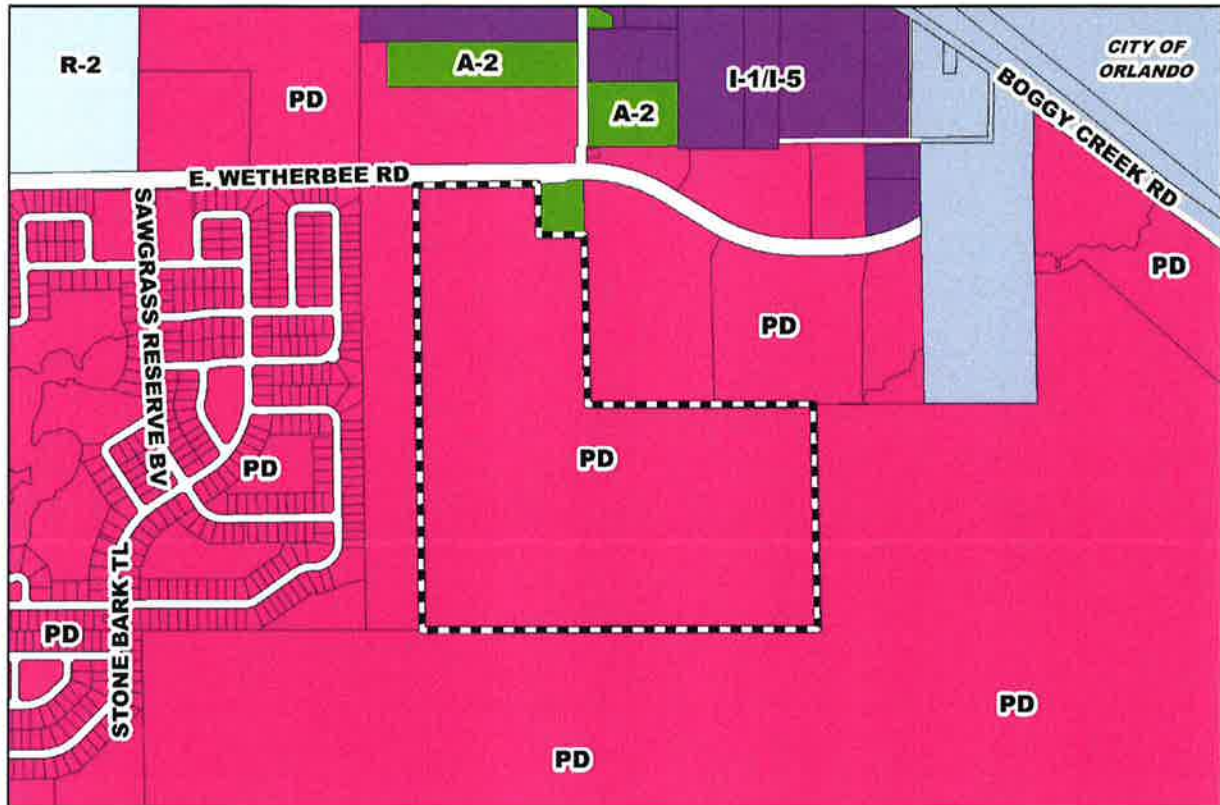 R-2
PD
A-2
A-2
I-1/I-5
CITY OF
ORLANDO
BOGGY CREEK RD
E. WETHERBEE RD
SAWGRASS RESERVE BV
PD
PD
PD
PD
STONE BARK TL
PD
PD
PD